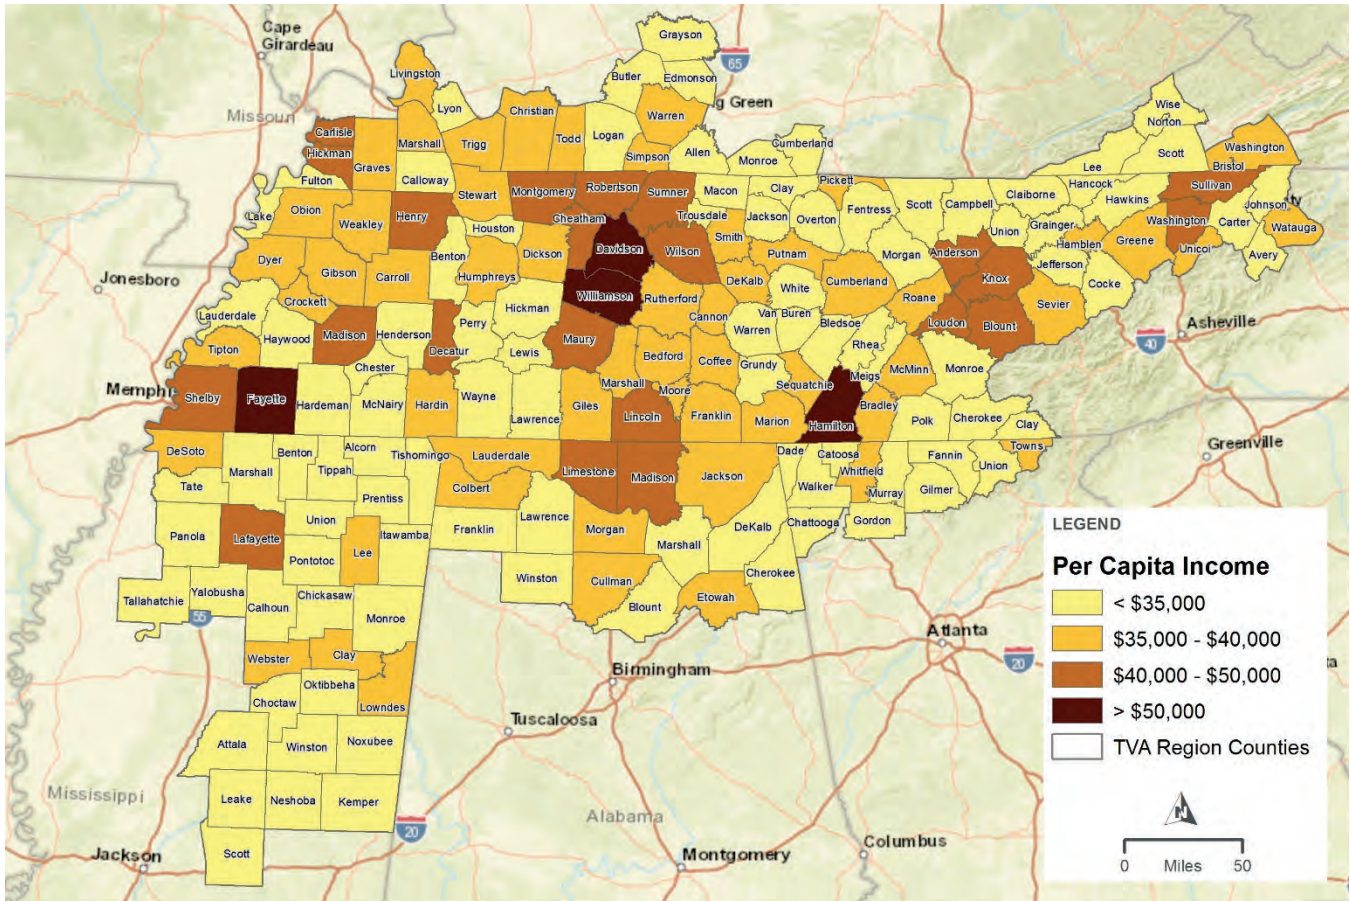 Cape
Girardeau
Grayson
65
Livingston
Butler
Edmonson
Missouri
Lyon
Christian
g Green
Warren
Wise
Norton
Carlisle
Marshall
Trigg
Todd
Logan
Cumberland
Hickman
Graves
Simpson
Allen
Monroe
Lee
Scott
Washington
Bristol
Fulton
Calloway
Stewart
Montgomery
Robertson
Sumner
Macon
Clay
Pickett
Claiborne
Hancock
Sullivan
Lake
Obion
Weakley
Henry
Houston
Cheatham
Trousdale
Jackson
Overton
Fentress
Scott
Campbell
Union
Grainger
Hawkins
Washington
Carter
Johnson
ty
Watauga
Dyer
Gibson
Carroll
Benton
Humphreys
Dickson
Davidson
Wilson
Smith
Putnam
Morgan
Anderson
Knox
Jefferson
Hamblen
Greene
Unicoi
Avery
Jonesboro
Crockett
Lauderdale
Hickman
Williamson
Rutherford
Cannon
DeKalb
White
Cumberland
Roane
Loudon
Blount
Sevier
Cocke
Asheville
40
Tipton
Haywood
Madison
Henderson
Decatur
Perry
Lewis
Maury
Bedford
Coffee
Warren
Van Buren
Bledsoe
Rhea
Meigs
McMinn
Monroe
Memph
Shelby
Fayette
Hardeman
Chester
McNairy
Hardin
Wayne
Lawrence
Giles
Marshall
Moore
Lincoln
Franklin
Grundy
Sequatchie
Marion
Hamilton
Bradley
Polk
Cherokee
Clay
DeSoto
Marshall
Benton
Alcorn
Tippah
Tishomingo
Lauderdale
Limestone
Madison
Jackson
Dade
Catoosa
Whitfield
Fannin
Union
Towns
Greenville
Tate
Prentiss
Colbert
Walker
Murray
Gilmer
Panola
Lafayette
Union
Pontotoc
Lee
Itawamba
Franklin
Lawrence
Morgan
Marshall
DeKalb
Chattooga
Gordon
Tallahatchie
Yalobusha
55
Calhoun
Chickasaw
Monroe
Winston
Cullman
Blount
Etowah
Cherokee
Webster
Clay
Choctaw
Oktibbeha
Lowndes
Birmingham
Atlanta
20
ta
Attala
Winston
Noxubee
Tuscaloosa
Mississippi
Leake
Neshoba
Kemper
20
Alabama
Scott
Jackson
Montgomery
Columbus
LEGEND
Per Capita Income
< $35,000
$35,000 - $40,000
$40,000 - $50,000
> $50,000
TVA Region Counties
N
0 Miles 50